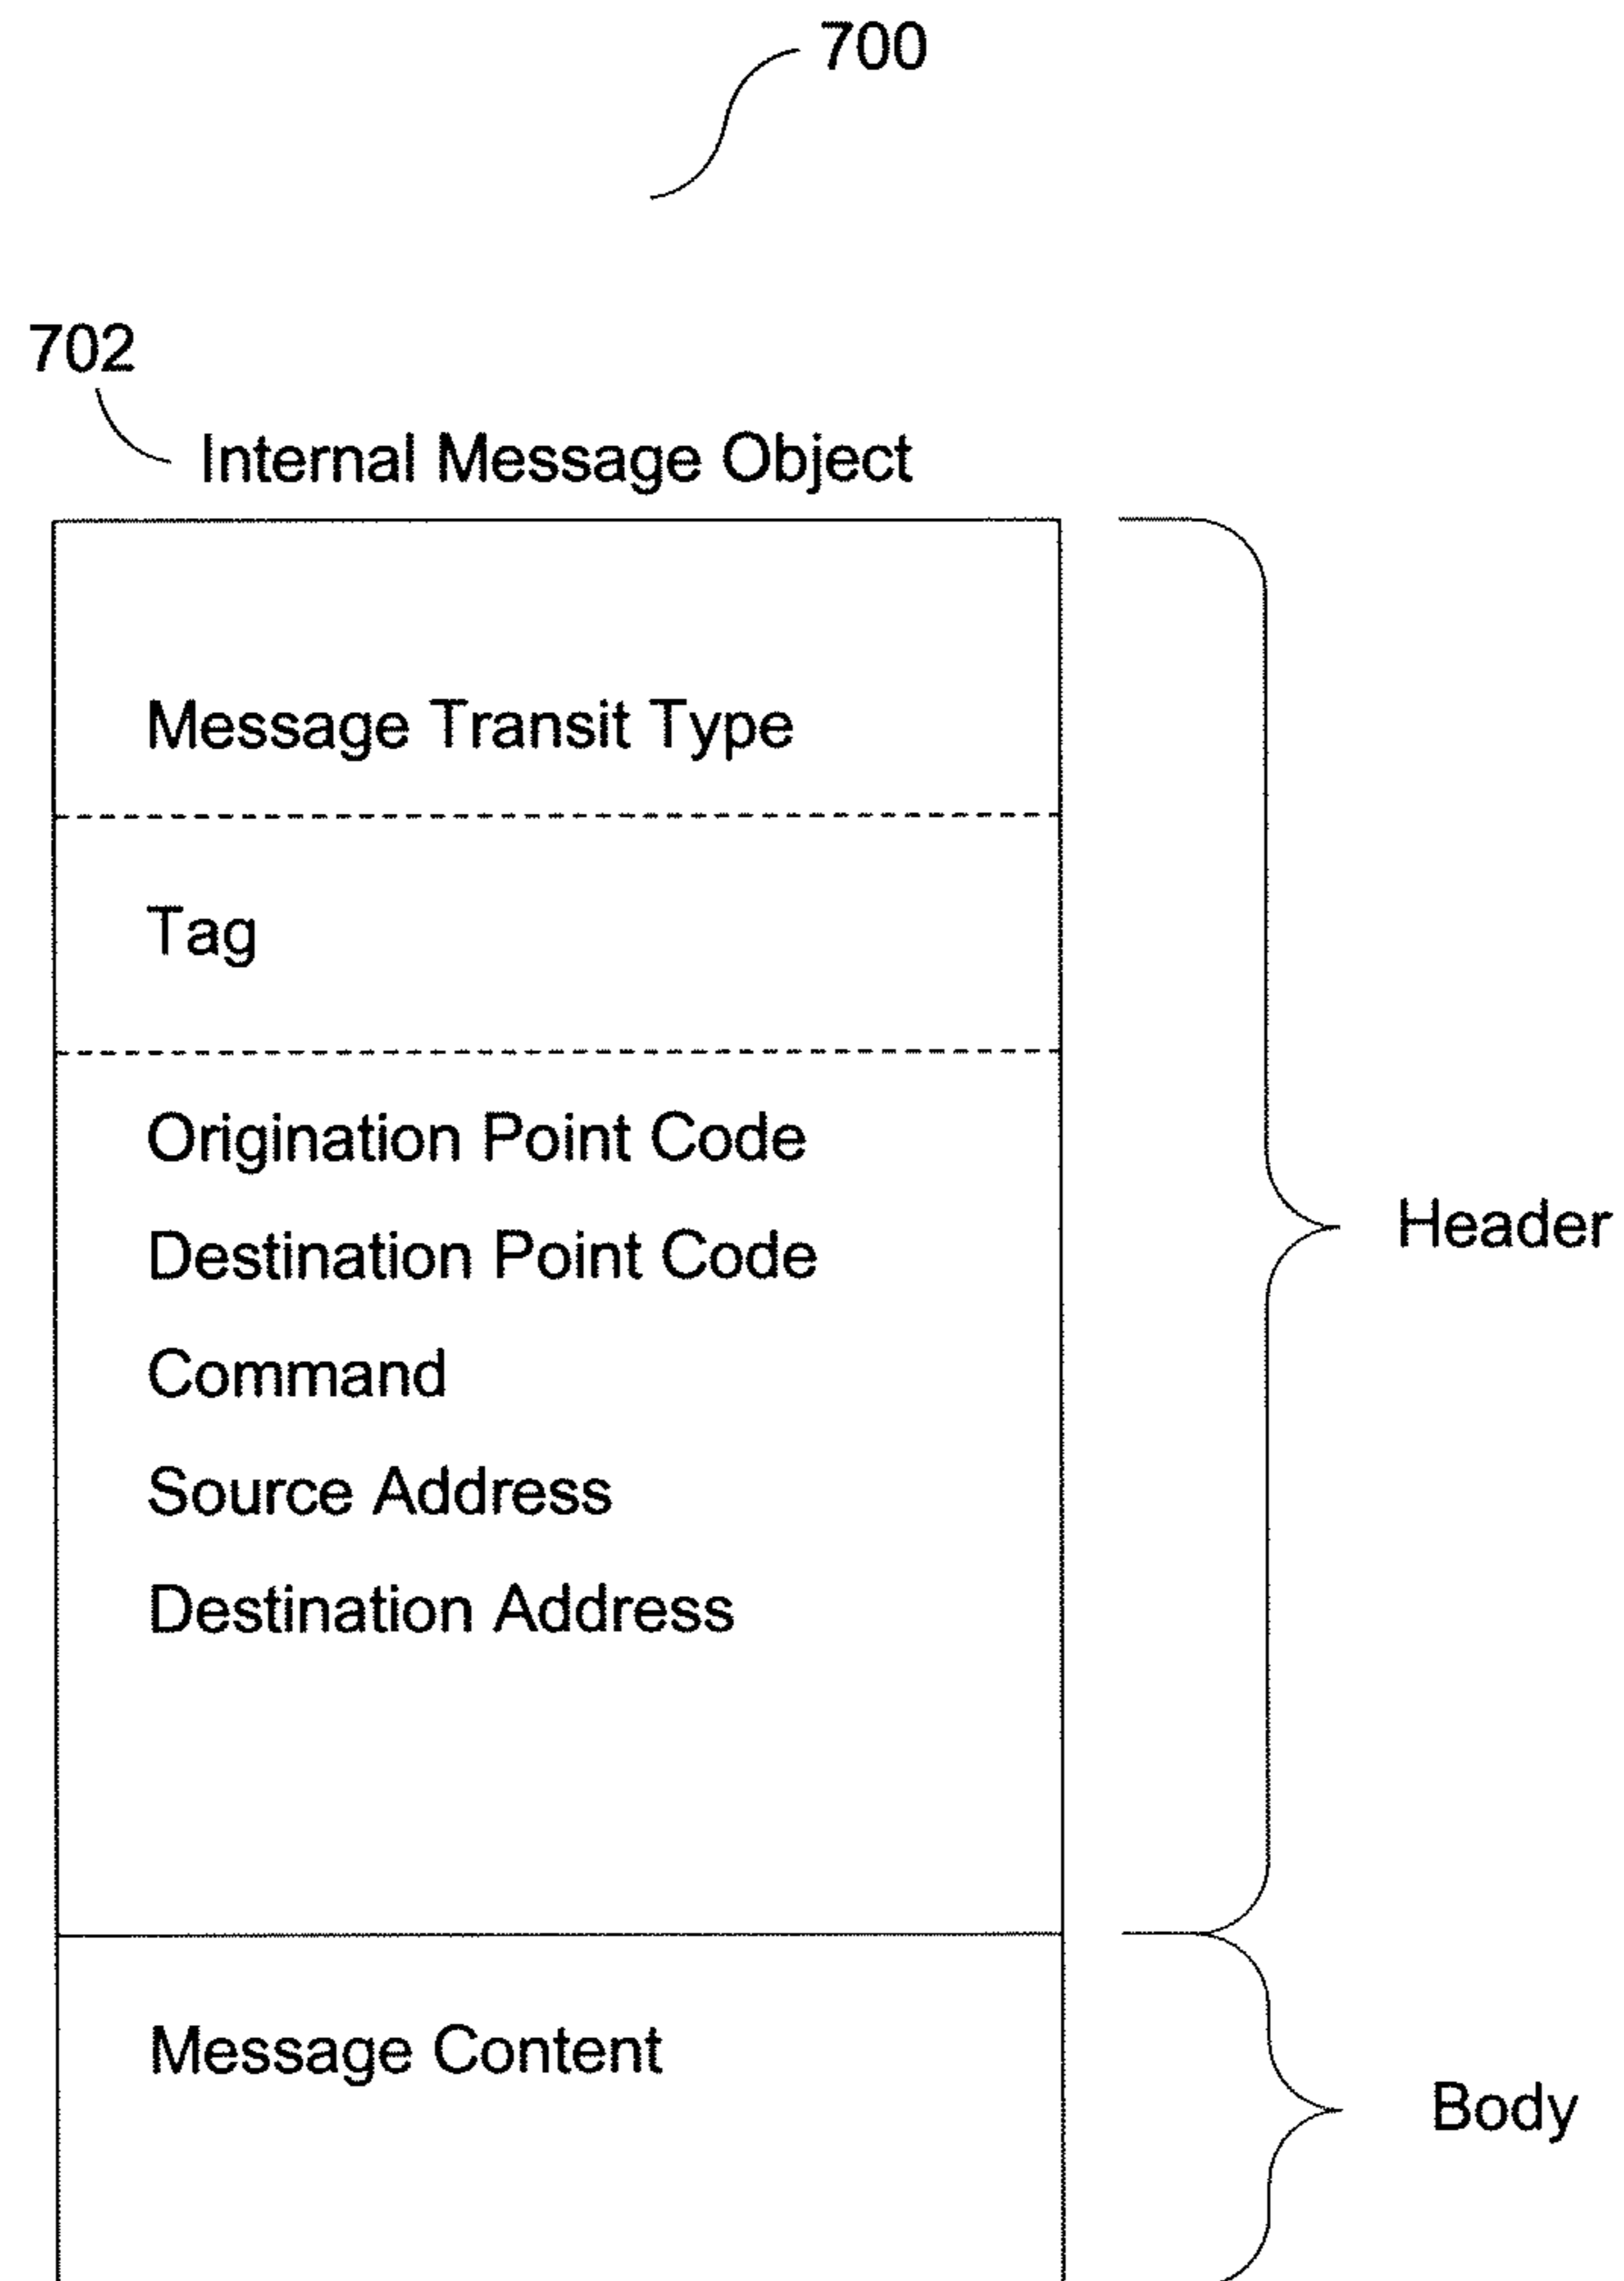 700
702
Internal Message Object
Message Transit Type
Tag
Origination Point Code
Destination Point Code
Command
Source Address
Destination Address
Header
Message Content
Body